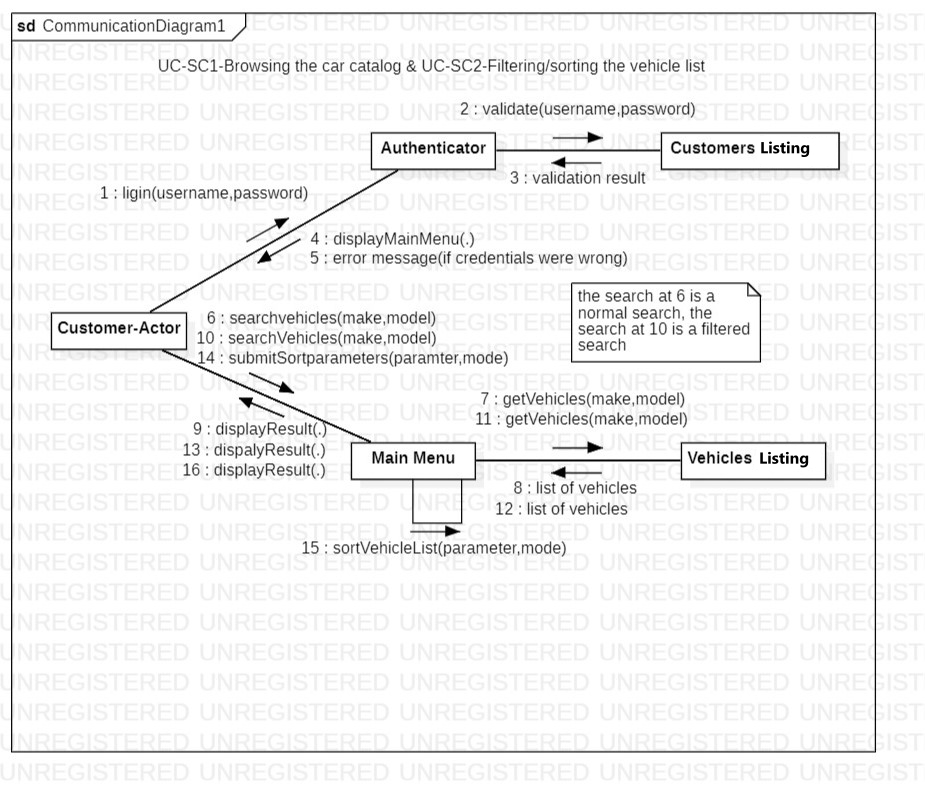 sd CommunicationDiagram1
UC-SC1-Browsing the car catalog & UC-SC2-Filtering/sorting the vehicle list
2 : validate(username,password)
Authenticator
Customers Listing
3 : validation result
1 : ligin(username,password)
4 : displayMainMenu(.)
5 : error message(if credentials were wrong)
the search at 6 is a
normal search, the
search at 10 is a filtered
search
Customer-Actor
6 : searchvehicles(make,model)
10 : searchVehicles(make,model)
14 : submitSortparameters(paramter,mode)
7 : getVehicles(make,model)
11 : getVehicles(make,model)
9 : displayResult(.)
13 : dispalyResult(.)
16 : displayResult(.)
Main Menu
Vehicles Listing
8 : list of vehicles
12 : list of vehicles
15 : sortVehicleList(parameter,mode)
UNREGISTERED UNREGISTERED UNREGISTERED UNREGISTERED UNREGIST